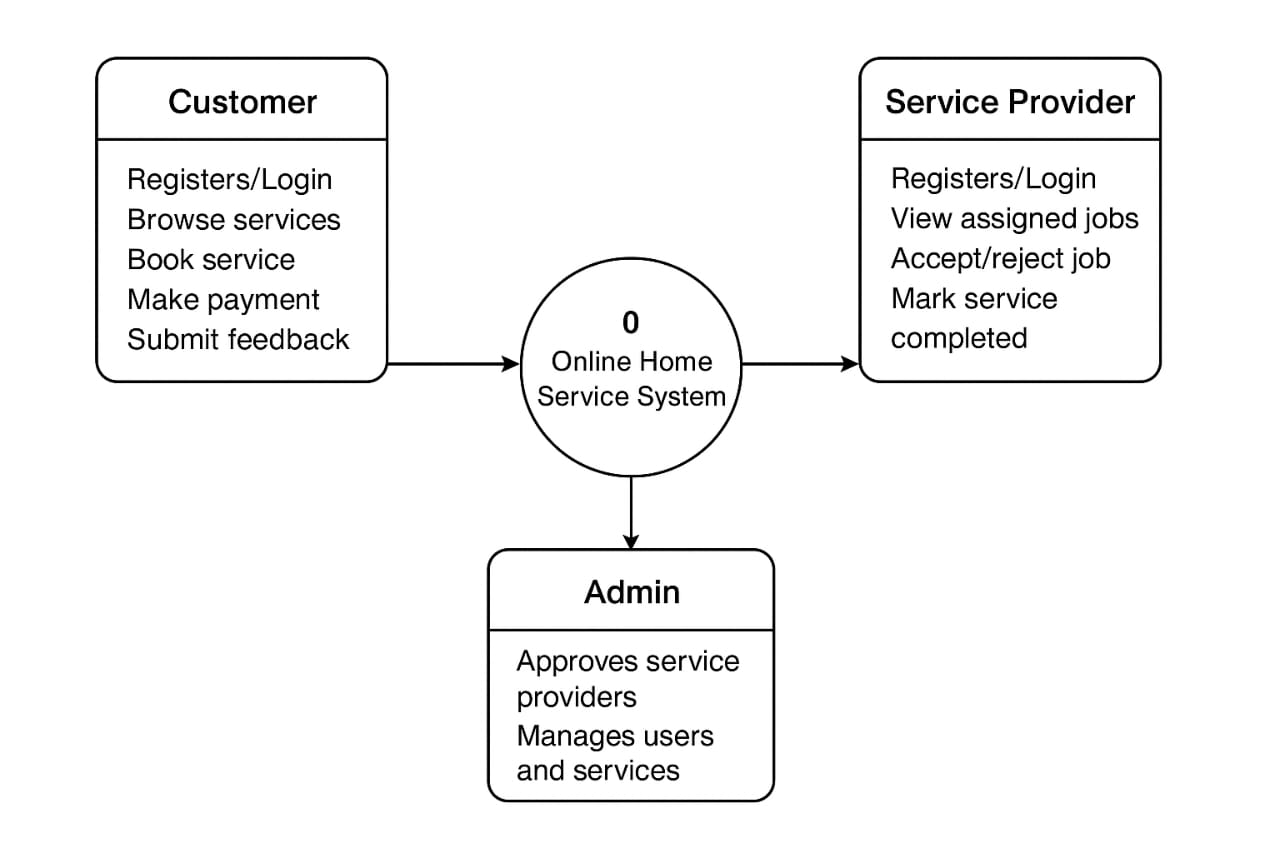 Customer
Registers/Login
Browse services
Book service
Make payment
Submit feedback
0
Online Home
Service System
Service Provider
Registers/Login
View assigned jobs
Accept/reject job
Mark service
completed
Admin
Approves service
providers
Manages users
and services